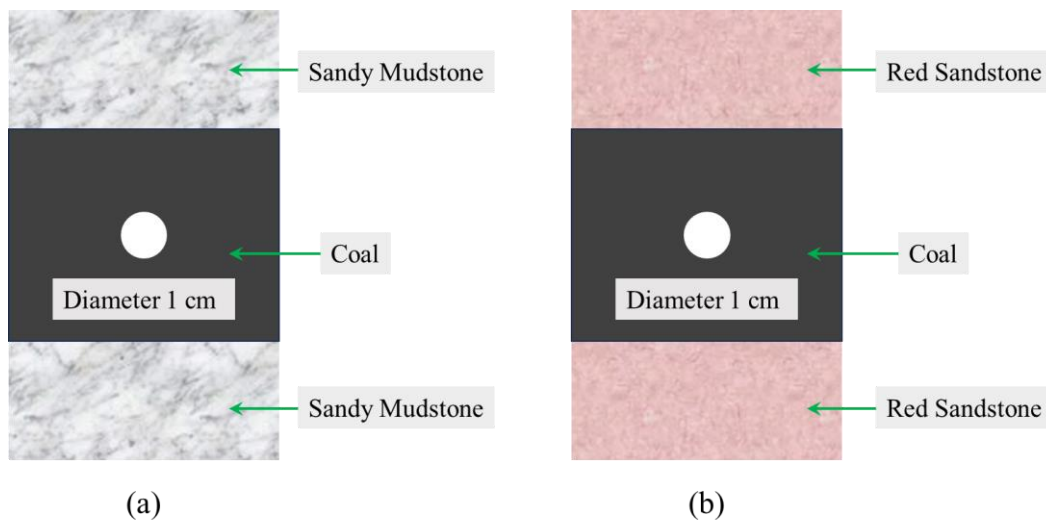 Sandy Mudstone
Red Sandstone
Coal
Coal
Diameter 1 cm
Diameter 1 cm
Sandy Mudstone
Red Sandstone
(a)
(b)